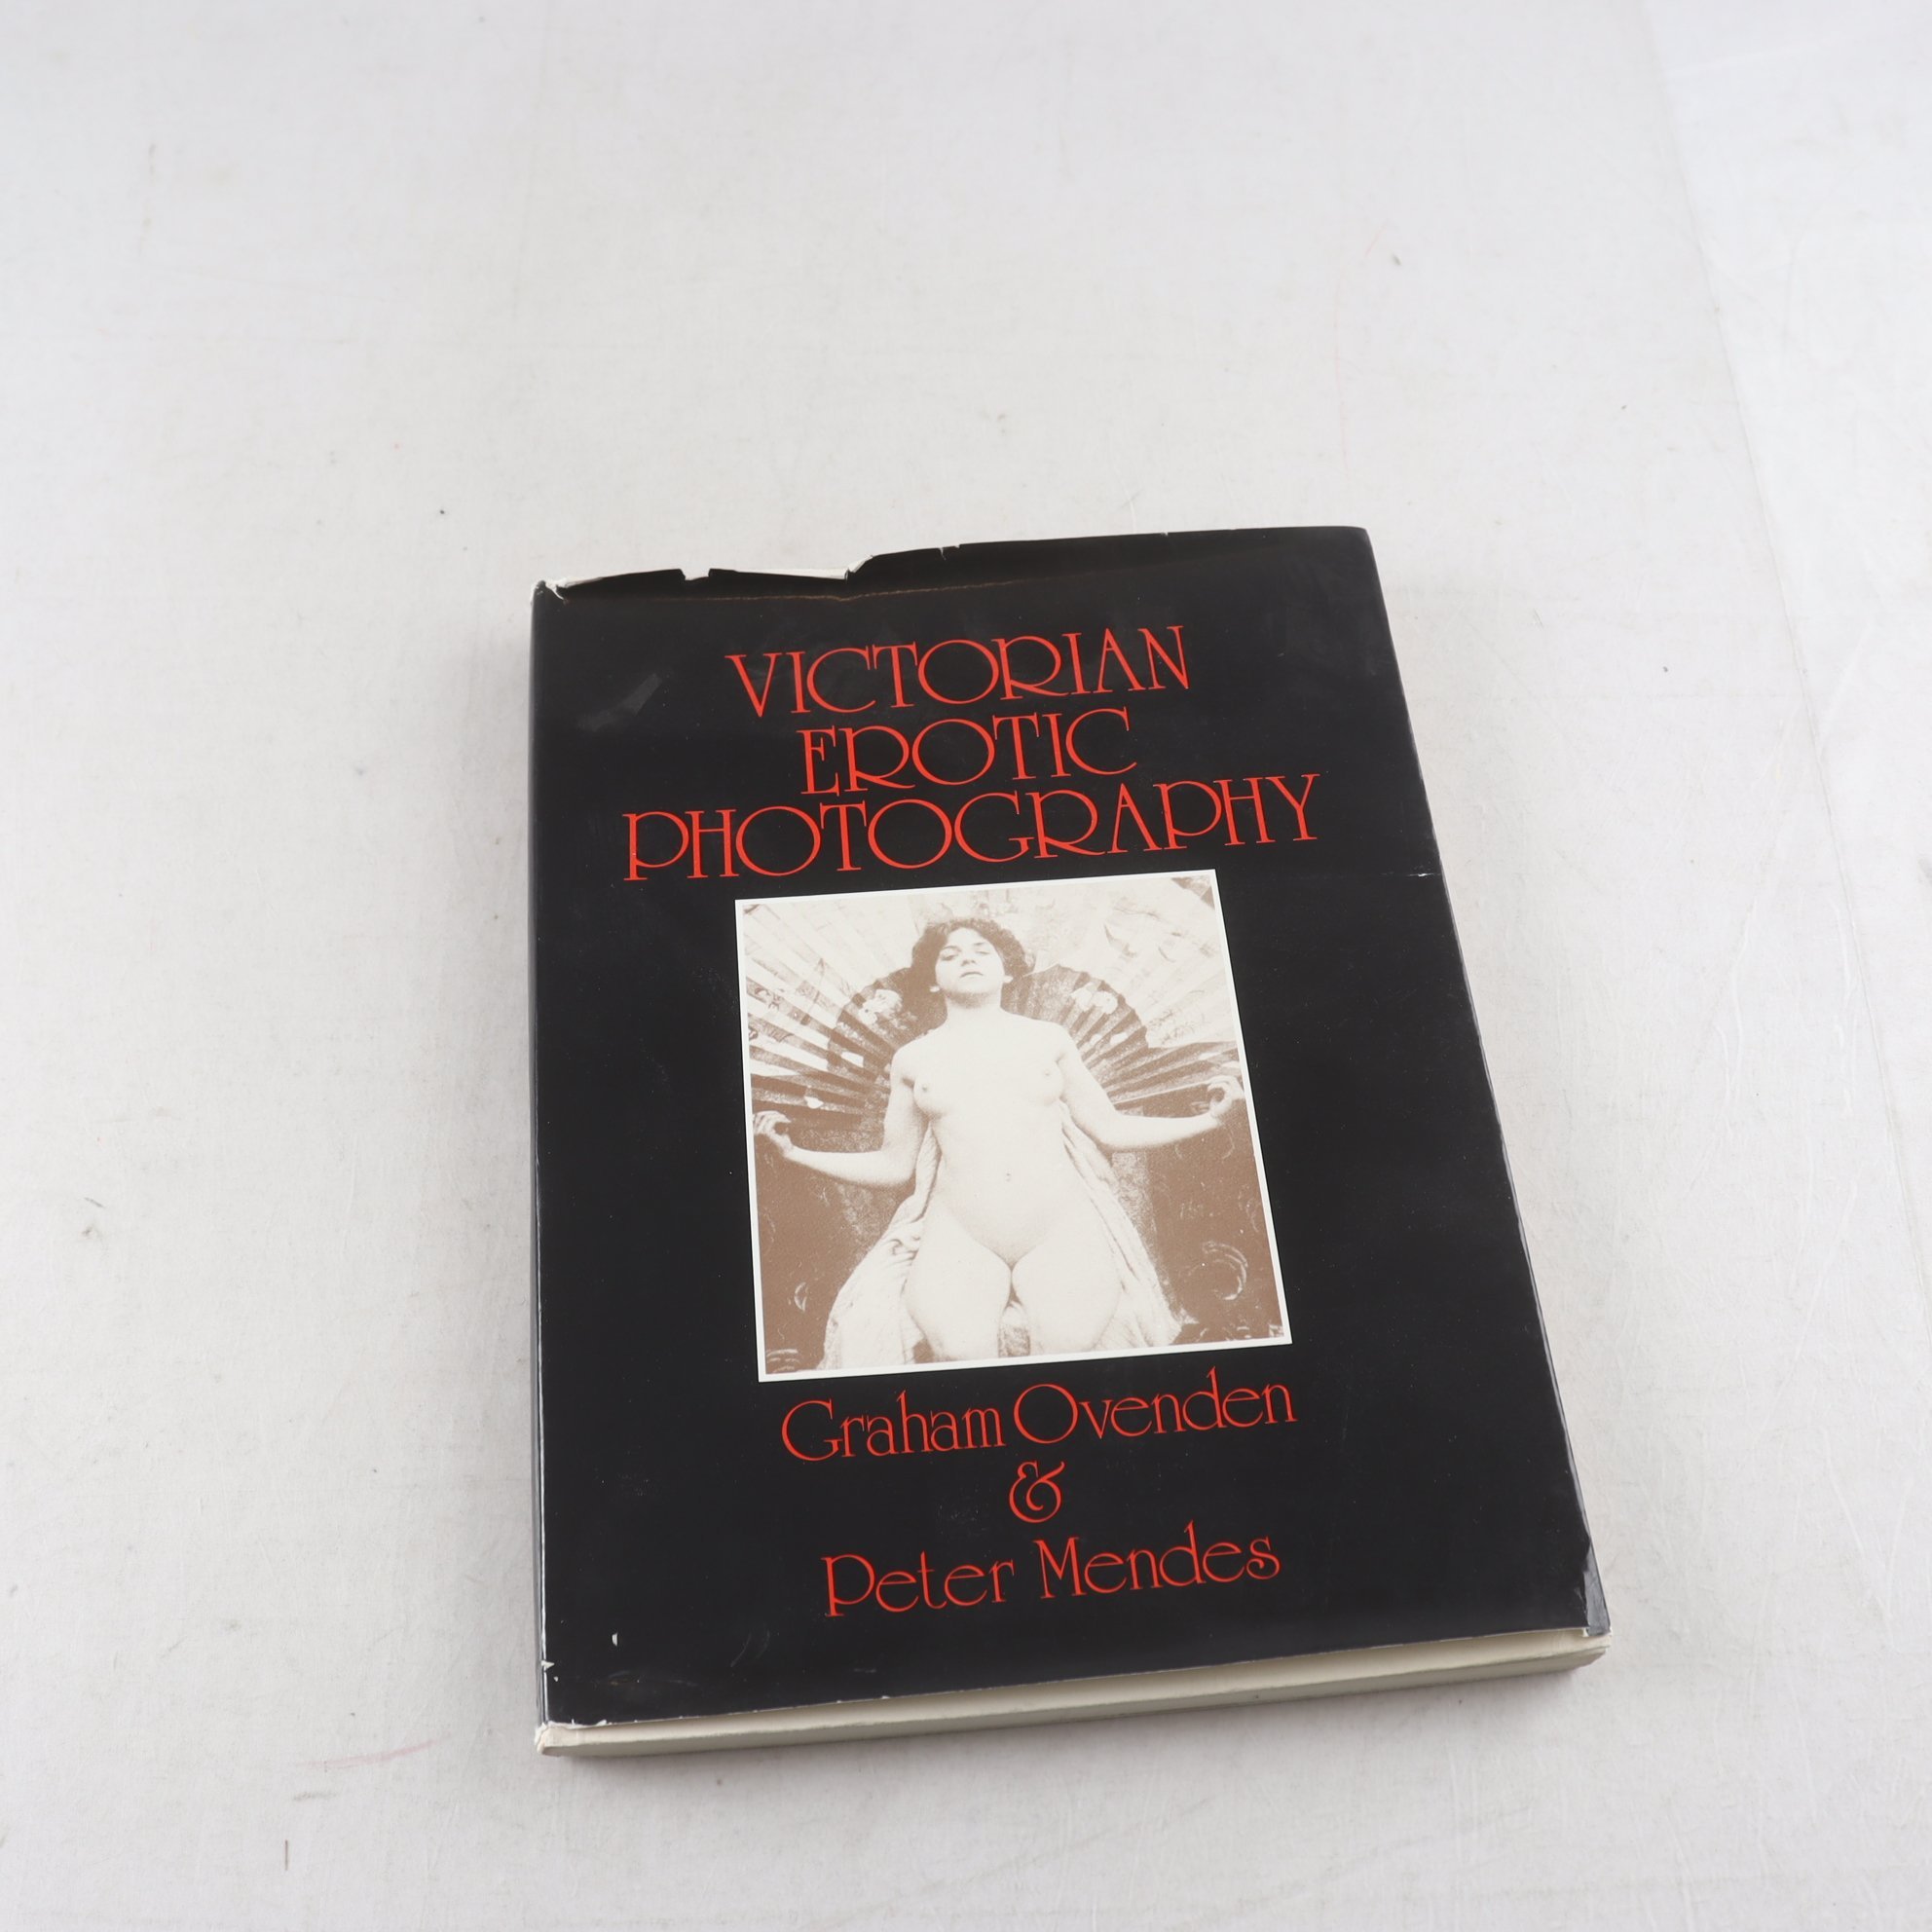 VICTORIAN
EROTIC
PHOTOGRAPHY
Graham Ovenden
&
Peter Mendes